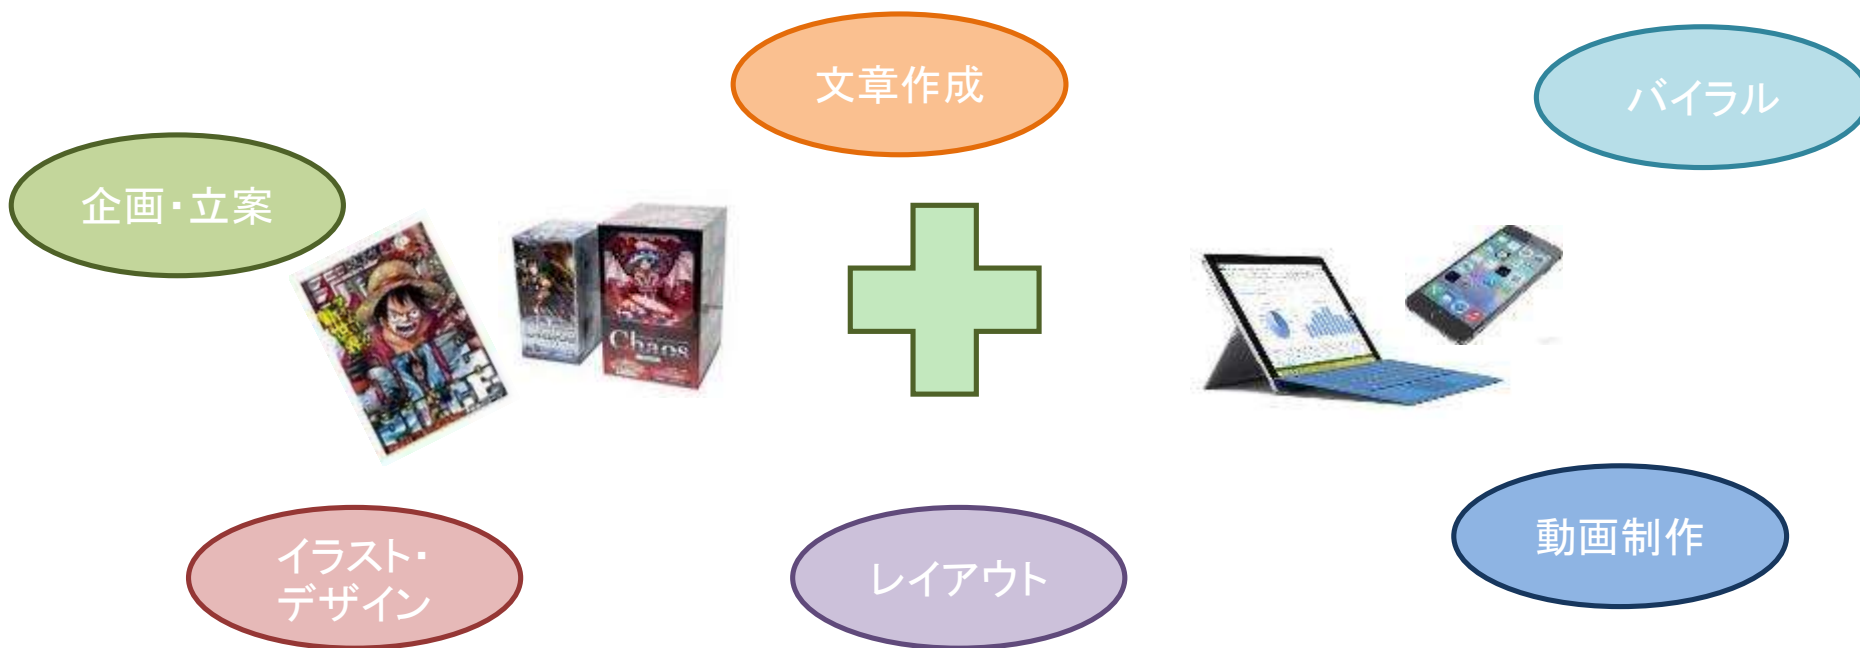 文章作成
バイラル
企画・立案
Chaos
イラスト・
デザイン
レイアウト
動画制作